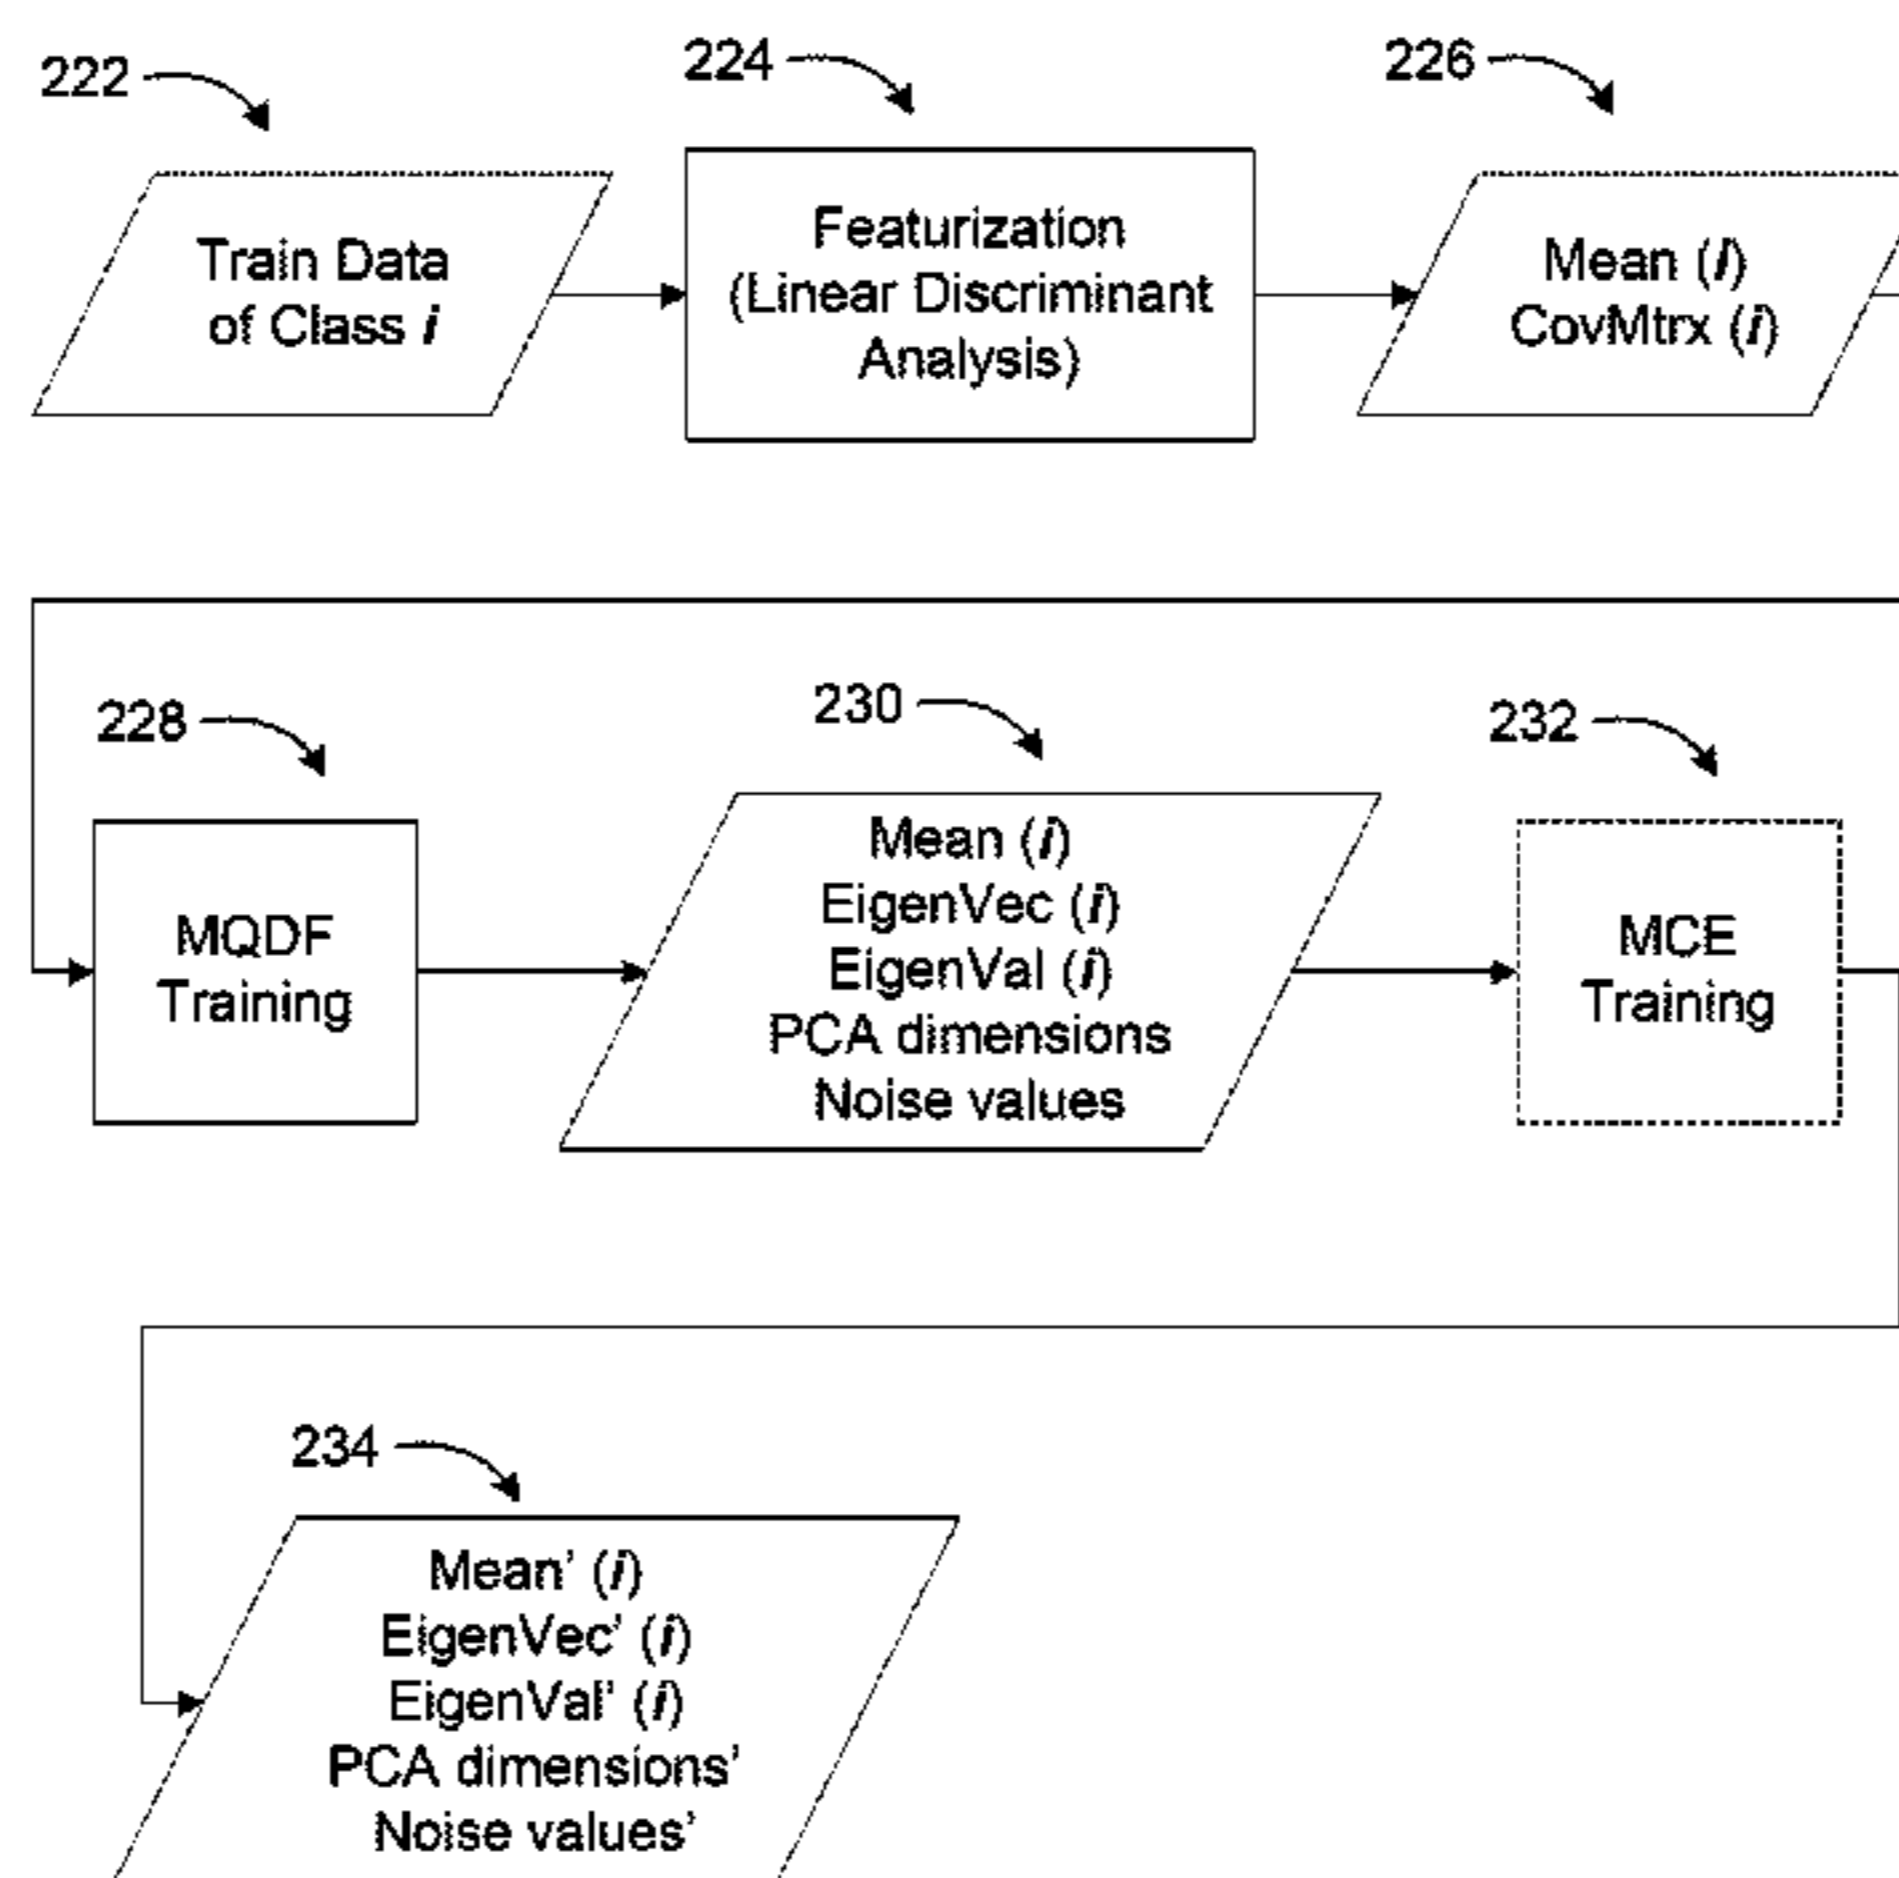 222
Train Data
of Class i
224
Featurization
(Linear Discriminant
Analysis)
226
Mean (i)
CovMtrx (i)
228
MQDF
Training
230
Mean (i)
EigenVec (i)
EigenVal (i)
PCA dimensions
Noise values
232
MCE
Training
234
Mean’ (i)
EigenVec’ (i)
EigenVal’ (i)
PCA dimensions’
Noise values’